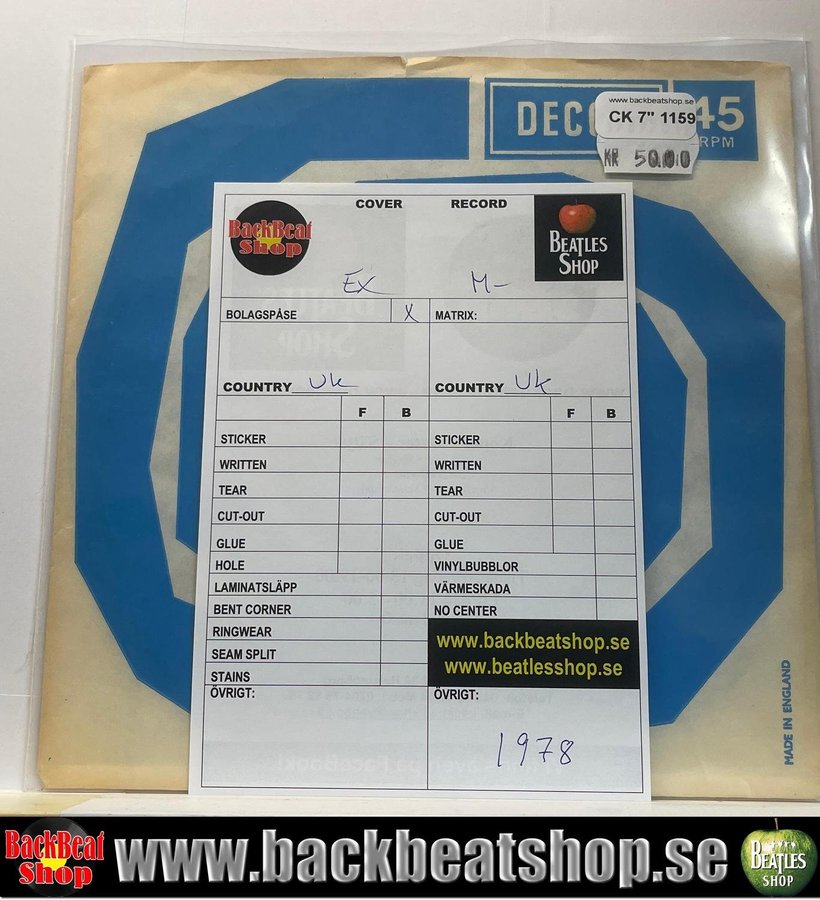 DECC 45
RPM
www.backbeatshop.se
CK 7" 1159
KR 50.00
COVER RECORD
BackBeat
Shop
BEATLES
SHOP
EX M-
BOLAGSPÅSE X MATRIX:
COUNTRY UK COUNTRY UK
F B F B
STICKER STICKER
WRITTEN WRITTEN
TEAR TEAR
CUT-OUT CUT-OUT
GLUE GLUE
HOLE VINYLBUBBLOR
LAMINATSLÄPP VÄRMESKADA
BENT CORNER NO CENTER
RINGWEAR
SEAM SPLIT
STAINS
www.backbeatshop.se
www.beatlesshop.se
ÖVRIGT: ÖVRIGT:
1978
MADE IN ENGLAND
BackBeat
Shop
www.backbeatshop.se
BEATLES
SHOP